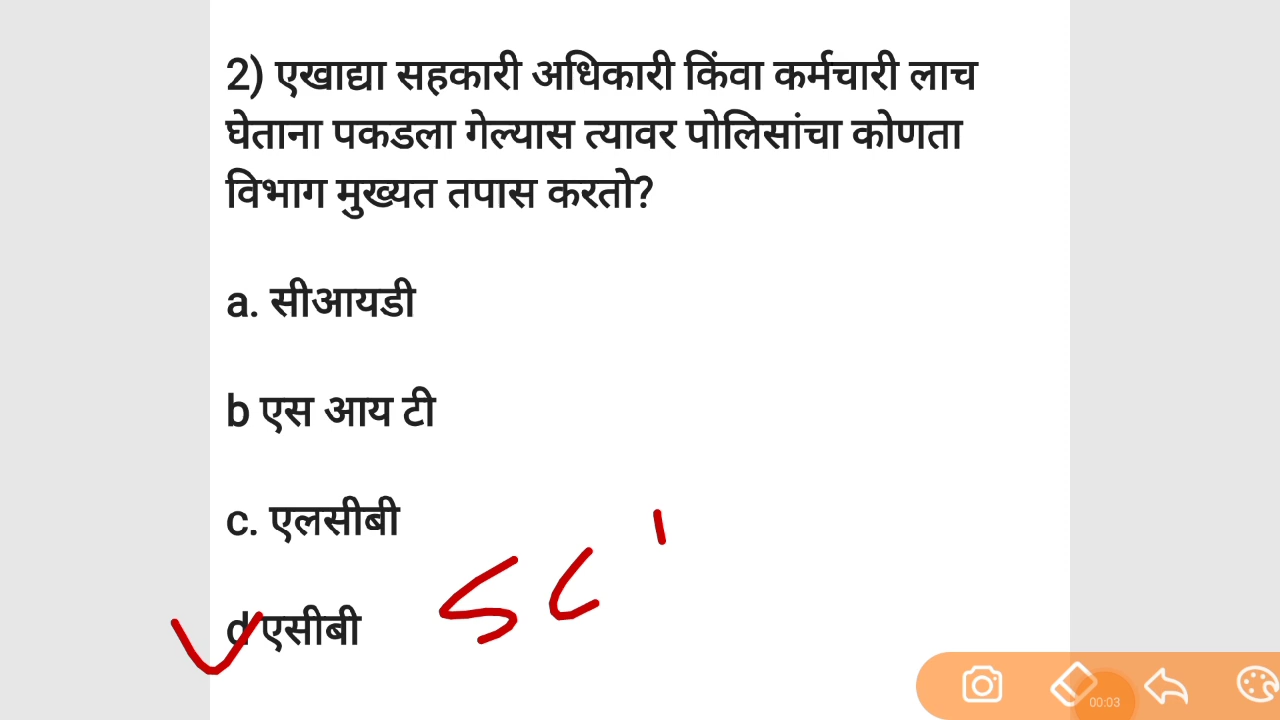 2) एखाद्या सहकारी अधिकारी किंवा कर्मचारी लाच
घेताना पकडला गेल्यास त्यावर पोलिसांचा कोणता
विभाग मुख्यत तपास करतो?
a. सीआयडी
b एस आय टी
c. एलसीबी
d एसीबी
00:03